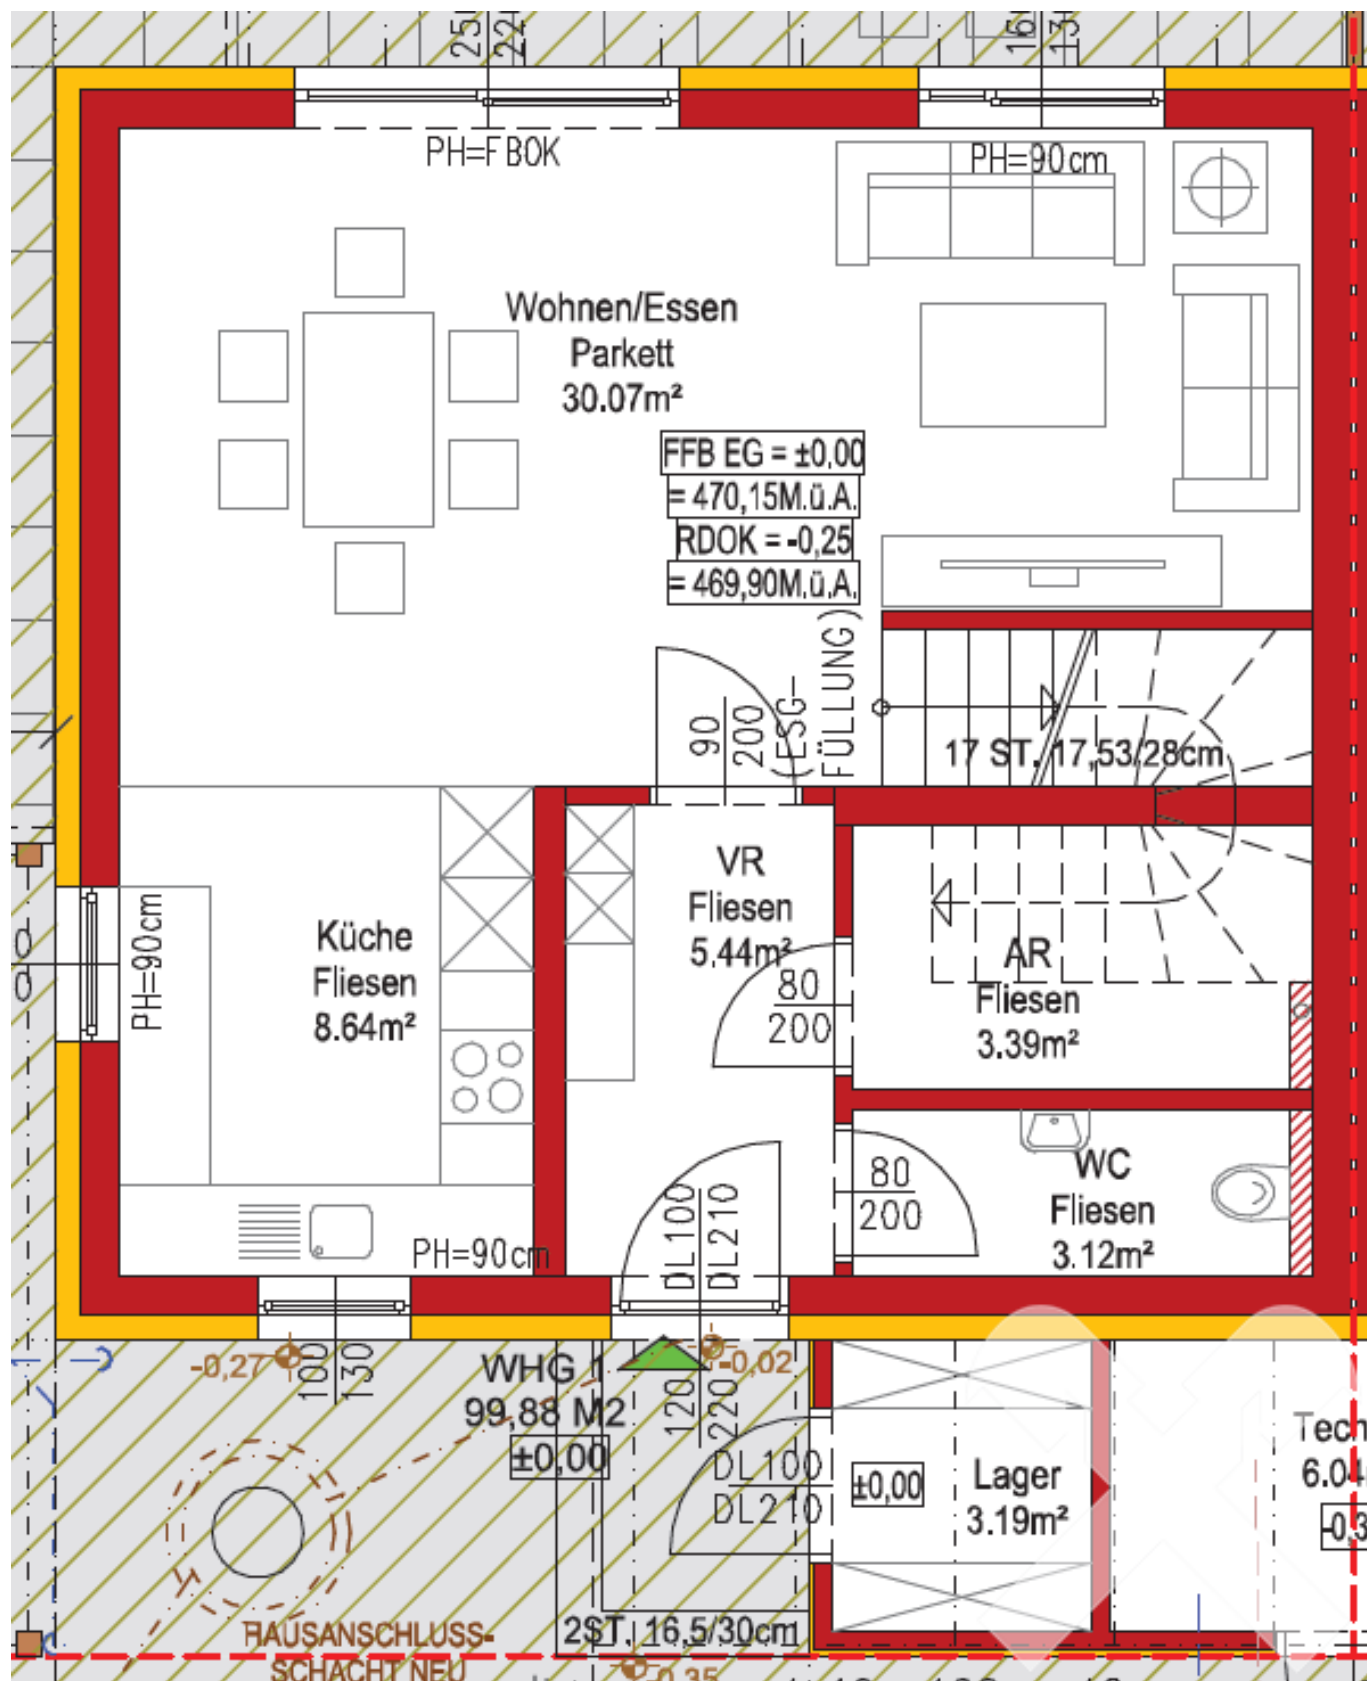 PH=FBOK
PH=90cm
Wohnen/Essen
Parkett
30.07m²
FFB EG = ±0,00
= 470,15M.ü.A.
RDOK = -0,25
= 469,90M.ü.A.
90
200
(ESG-
FÜLLUNG)
17 ST. 17,53/28cm
VR
Fliesen
5.44m²
Küche
Fliesen
8.64m²
PH=90cm
80
200
AR
Fliesen
3.39m²
80
200
WC
Fliesen
3.12m²
PH=90cm
DL100
DL210
-0,27
100
130
WHG 1
99,88 M2
±0,00
-0,02
120
220
DL100
DL210
±0,00
Lager
3.19m²
2ST. 16,5/30cm
HAUSANSCHLUSS-
SCHACHT NEU
-0,35